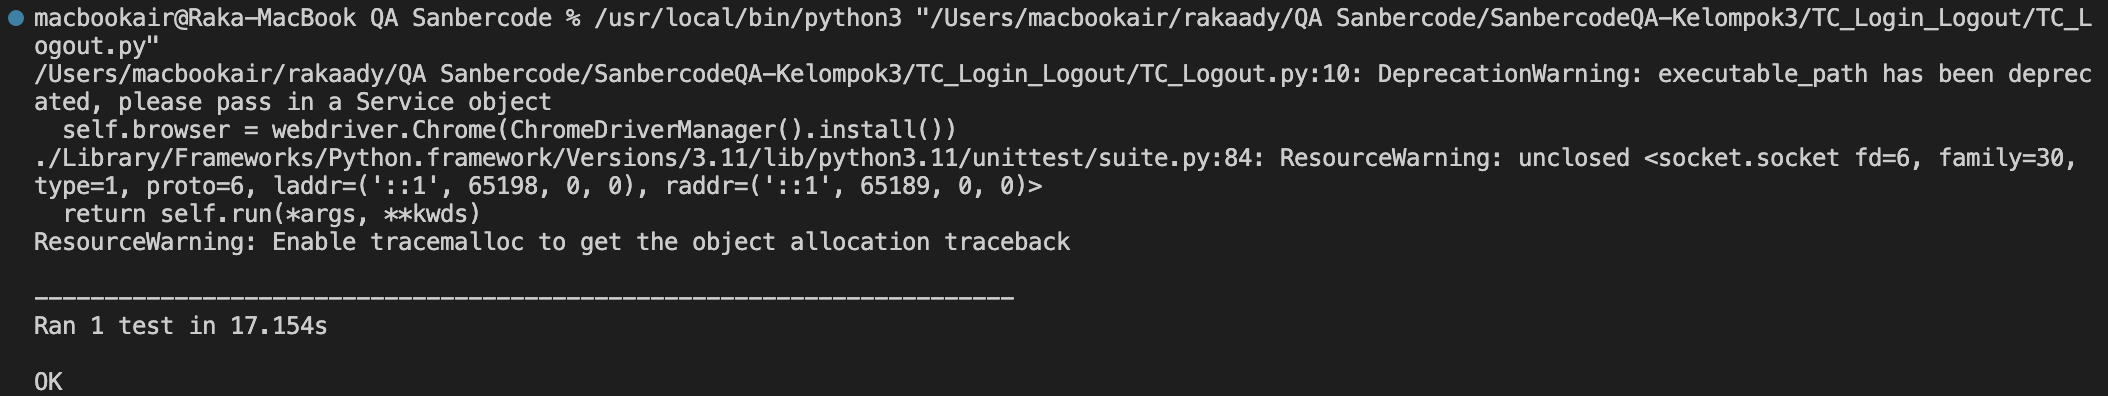 macbookair@Raka-MacBook QA Sanbercode % /usr/local/bin/python3 "/Users/macbookair/rakaady/QA Sanbercode/SanbercodeQA-Kelompok3/TC_Login_Logout/TC_L
ogout.py"
/Users/macbookair/rakaady/QA Sanbercode/SanbercodeQA-Kelompok3/TC_Login_Logout/TC_Logout.py:10: DeprecationWarning: executable_path has been deprec
ated, please pass in a Service object
  self.browser = webdriver.Chrome(ChromeDriverManager().install())
./Library/Frameworks/Python.framework/Versions/3.11/lib/python3.11/unittest/suite.py:84: ResourceWarning: unclosed <socket.socket fd=6, family=30,
type=1, proto=6, laddr=('::1', 65198, 0, 0), raddr=('::1', 65189, 0, 0)>
  return self.run(*args, **kwds)
ResourceWarning: Enable tracemalloc to get the object allocation traceback

----------------------------------------------------------------------
Ran 1 test in 17.154s

OK